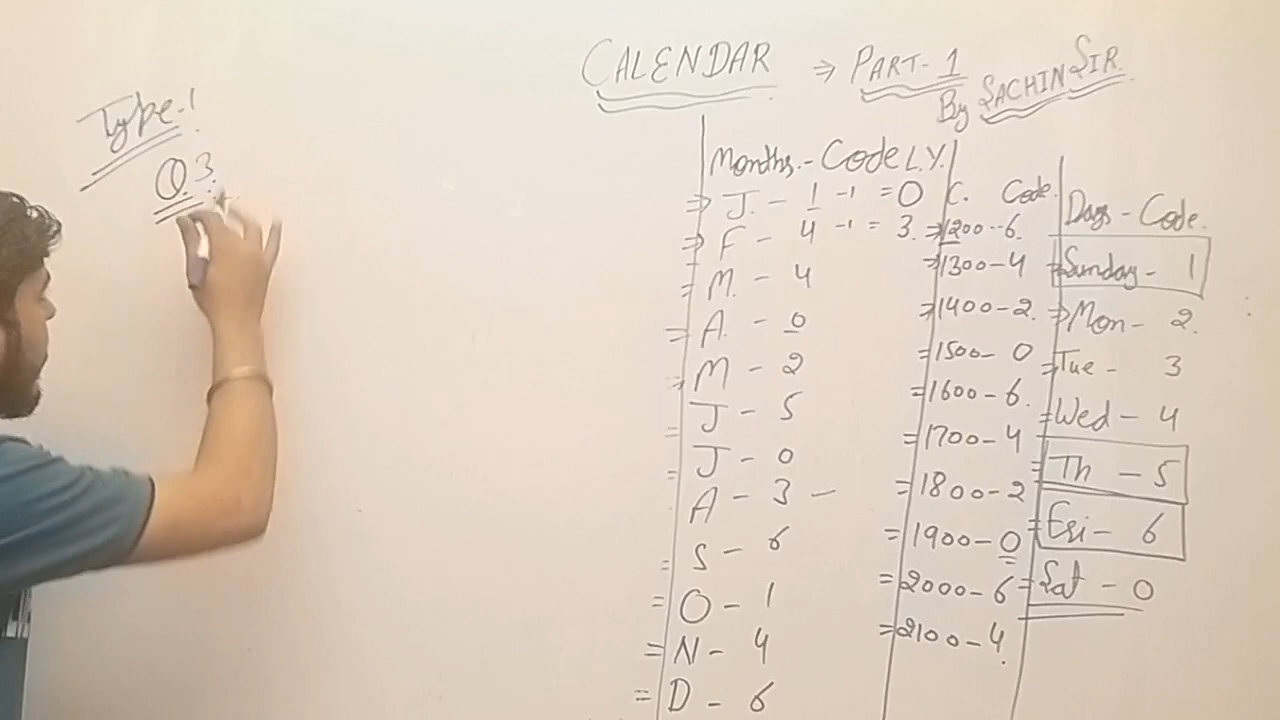 CALENDAR ⇒ PART-1
By SACHIN SIR.
Type-1
Q.3.
Months.- Code L.Y.
⇒ J. - 1 -1 = 0
⇒ F - 4 -1 = 3.
= M. - 4
= A. - 0
⇒ M - 2
= J - 5
= J - 0
A - 3 -
= S - 6
= O - 1
= N - 4
= D - 6
C. Code.
⇒ 1200--6.
⇒ 1300-4
⇒ 1400-2.
⇒ 1500-0
= 1600-6.
= 1700-4
= 1800-2
= 1900-0
= 2000-6
= 2100-4.
Days - Code.
⇒ Sunday - 1
⇒ Mon - 2.
⇒ Tue - 3
= Wed - 4
= Th - 5
= Fri - 6
= Sat - 0